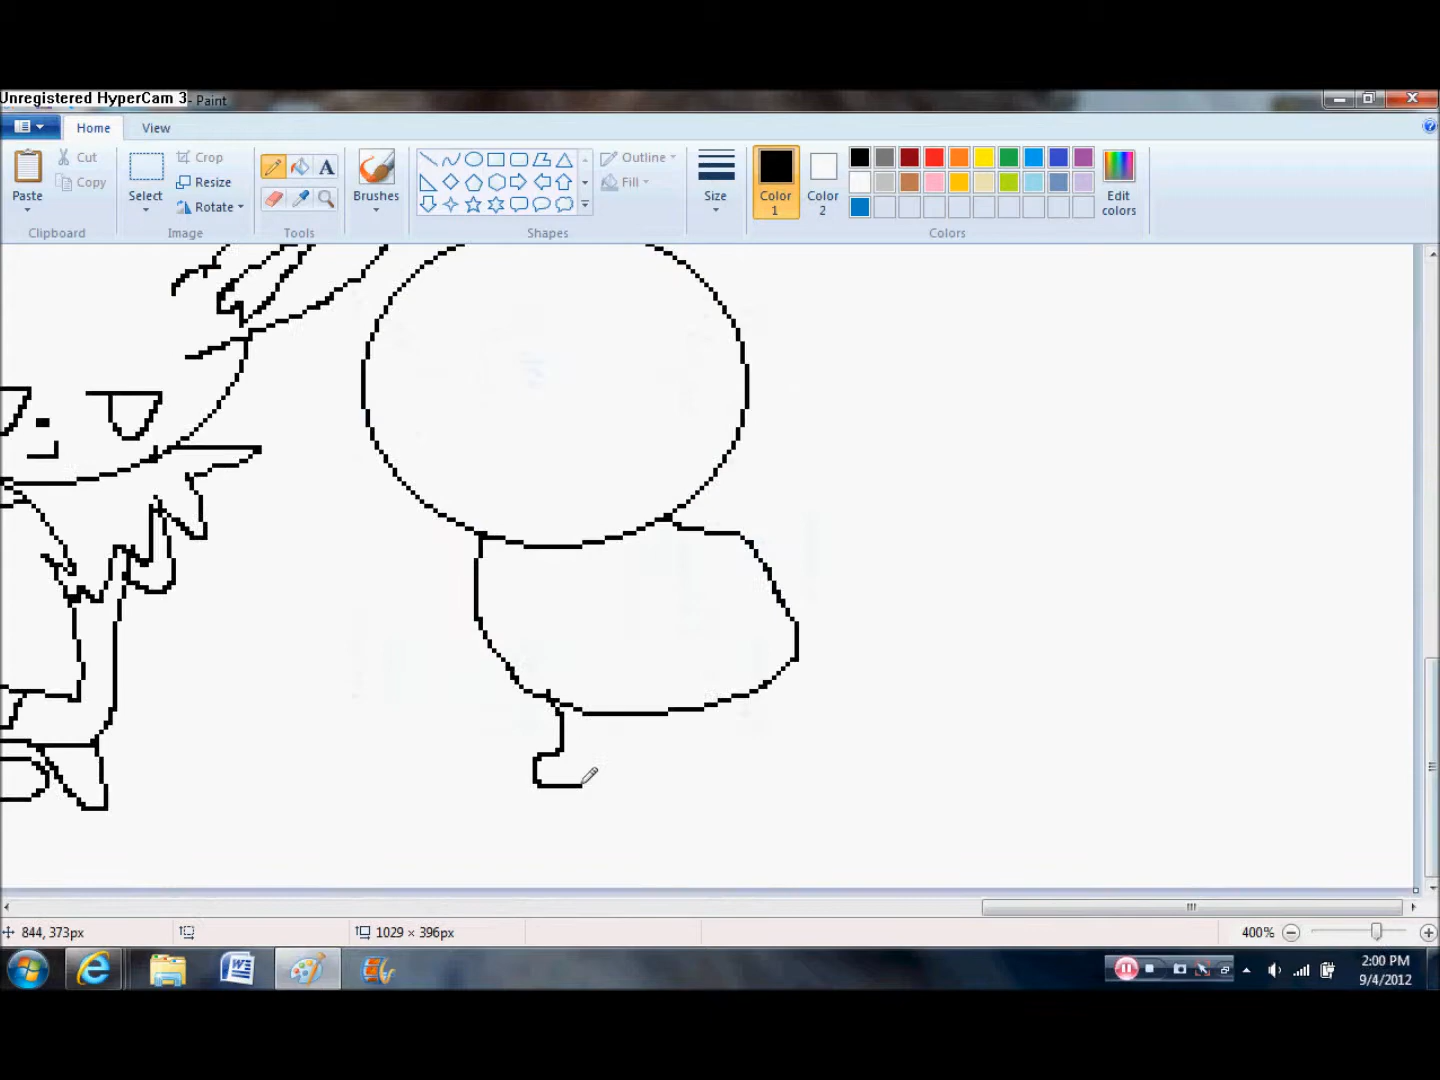 Unregistered HyperCam 3 - Paint
Home View
Cut
Copy
Paste
Clipboard
Crop
Resize
Rotate
Select
Image
A
Tools
Brushes
Outline
Fill
Shapes
Size
Color 1
Color 2
Edit colors
Colors
844, 373px
1029 × 396px
400%
2:00 PM
9/4/2012